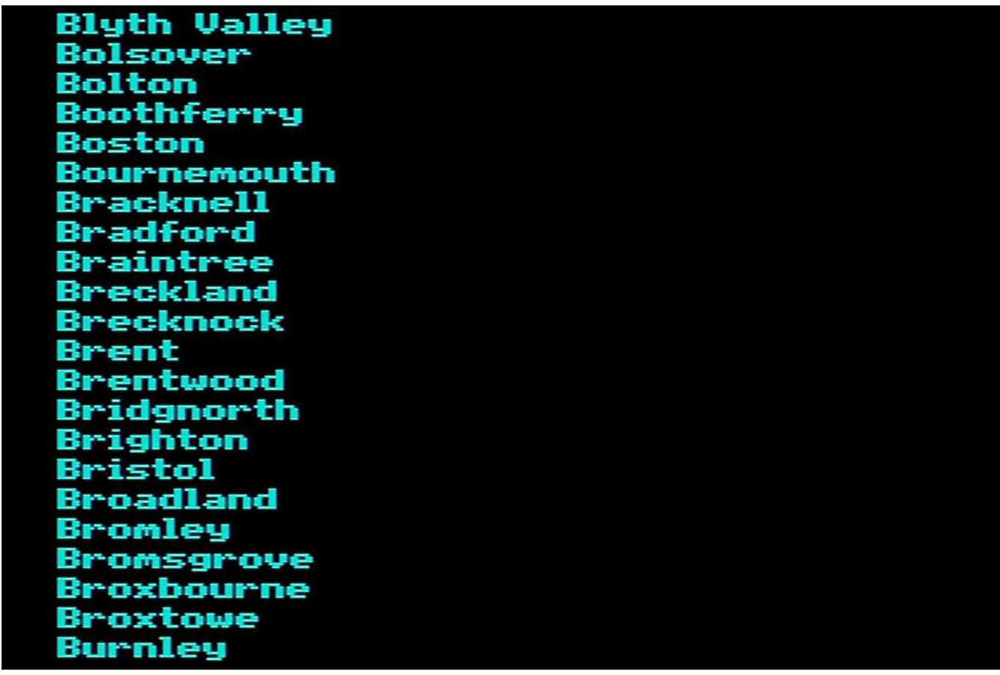 Blyth Valley
Bolsover
Bolton
Boothferry
Boston
Bournemouth
Bracknell
Bradford
Braintree
Breckland
Brecknock
Brent
Brentwood
Bridgnorth
Brighton
Bristol
Broadland
Bromley
Bromsgrove
Broxbourne
Broxtowe
Burnley